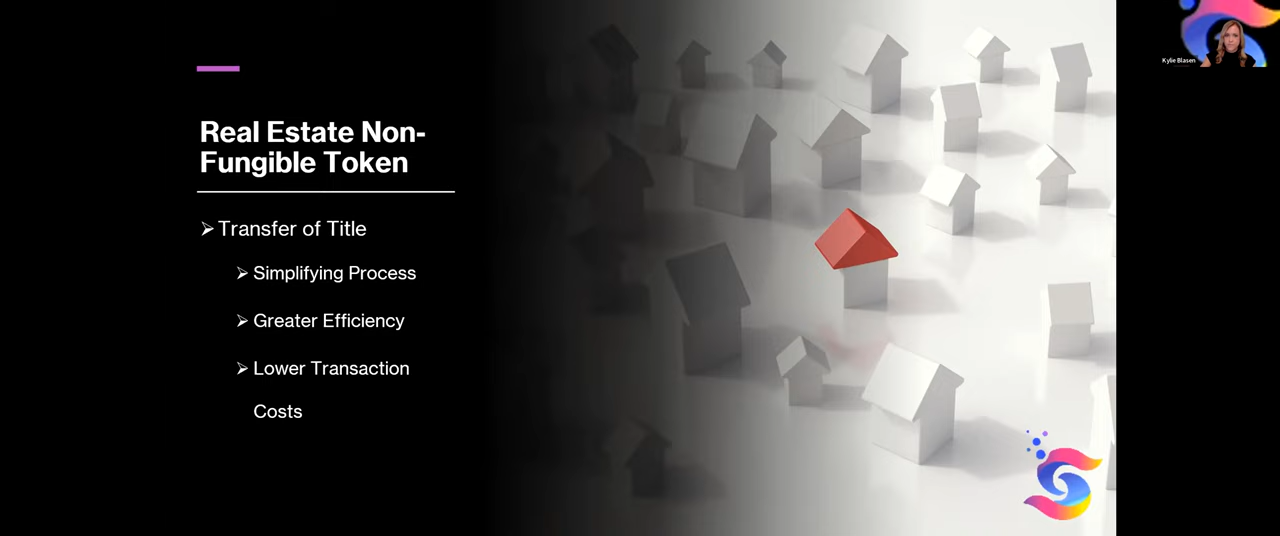 Real Estate Non-
Fungible Token
➢ Transfer of Title
➢ Simplifying Process
➢ Greater Efficiency
➢ Lower Transaction
Costs
Kylie Blasen